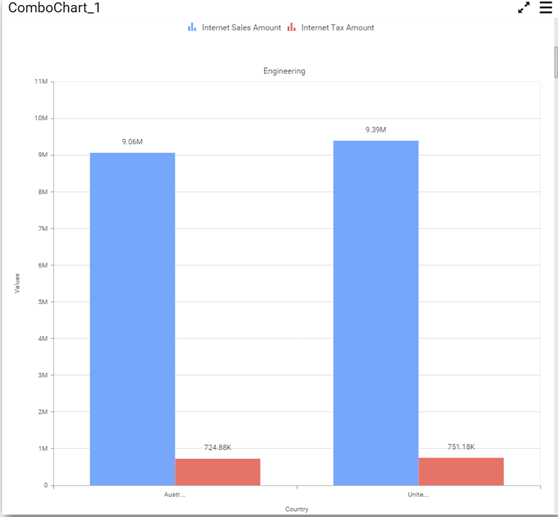 ComboChart_1
Internet Sales Amount Internet Tax Amount
Engineering
11M
10M
9M
8M
7M
6M
5M
4M
3M
2M
1M
0
Values
9.06M
724.88K
9.39M
751.18K
Austr... Unite...
Country